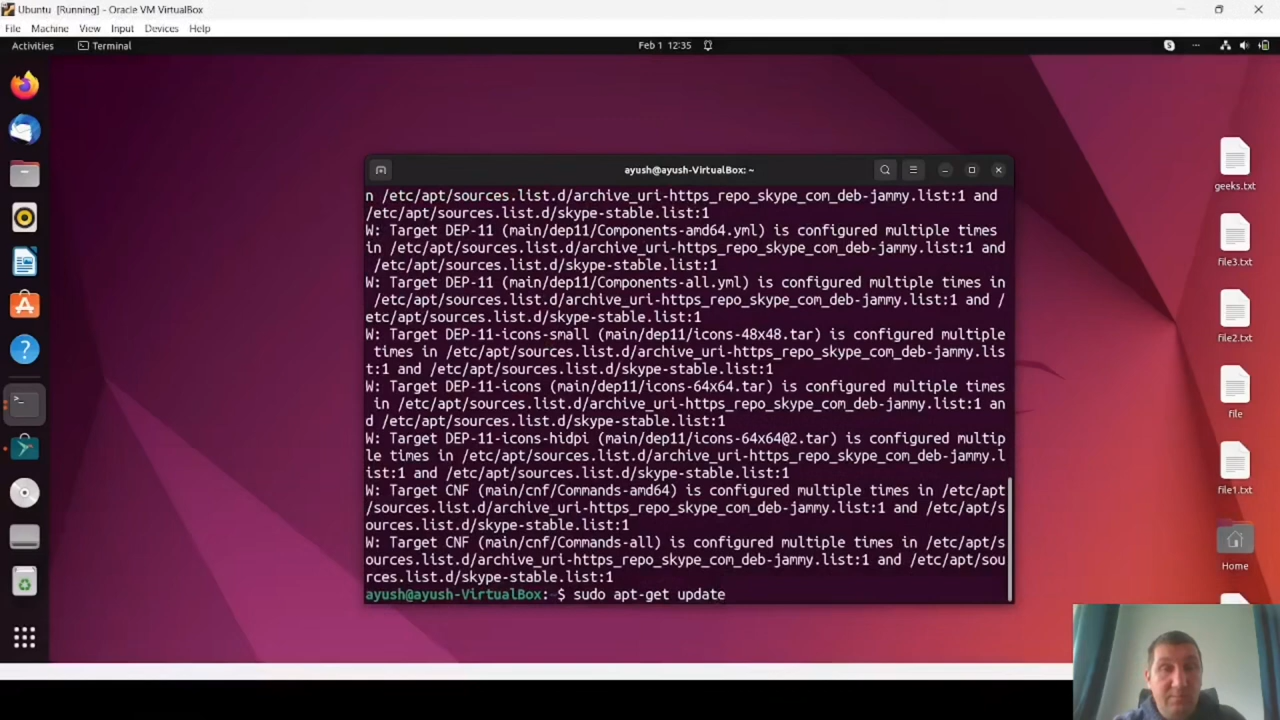 Ubuntu [Running] - Oracle VM VirtualBox
File Machine View Input Devices Help
Activities Terminal Feb 1 12:35
ayush@ayush-VirtualBox: ~
n /etc/apt/sources.list.d/archive_uri-https_repo_skype_com_deb-jammy.list:1 and
/etc/apt/sources.list.d/skype-stable.list:1
W: Target DEP-11 (main/dep11/Components-amd64.yml) is configured multiple times
in /etc/apt/sources.list.d/archive_uri-https_repo_skype_com_deb-jammy.list:1 and
/etc/apt/sources.list.d/skype-stable.list:1
W: Target DEP-11 (main/dep11/Components-all.yml) is configured multiple times in
/etc/apt/sources.list.d/archive_uri-https_repo_skype_com_deb-jammy.list:1 and /
etc/apt/sources.list.d/skype-stable.list:1
W: Target DEP-11-icons-small (main/dep11/icons-48x48.tar) is configured multiple
times in /etc/apt/sources.list.d/archive_uri-https_repo_skype_com_deb-jammy.lis
t:1 and /etc/apt/sources.list.d/skype-stable.list:1
W: Target DEP-11-icons (main/dep11/icons-64x64.tar) is configured multiple times
in /etc/apt/sources.list.d/archive_uri-https_repo_skype_com_deb-jammy.list:1 an
d /etc/apt/sources.list.d/skype-stable.list:1
W: Target DEP-11-icons-hidpi (main/dep11/icons-64x64@2.tar) is configured multip
le times in /etc/apt/sources.list.d/archive_uri-https_repo_skype_com_deb-jammy.l
ist:1 and /etc/apt/sources.list.d/skype-stable.list:1
W: Target CNF (main/cnf/Commands-amd64) is configured multiple times in /etc/apt
/sources.list.d/archive_uri-https_repo_skype_com_deb-jammy.list:1 and /etc/apt/s
ources.list.d/skype-stable.list:1
W: Target CNF (main/cnf/Commands-all) is configured multiple times in /etc/apt/s
ources.list.d/archive_uri-https_repo_skype_com_deb-jammy.list:1 and /etc/apt/sou
rces.list.d/skype-stable.list:1
ayush@ayush-VirtualBox:~$ sudo apt-get update
geeks.txt
file3.txt
file2.txt
file
file1.txt
Home